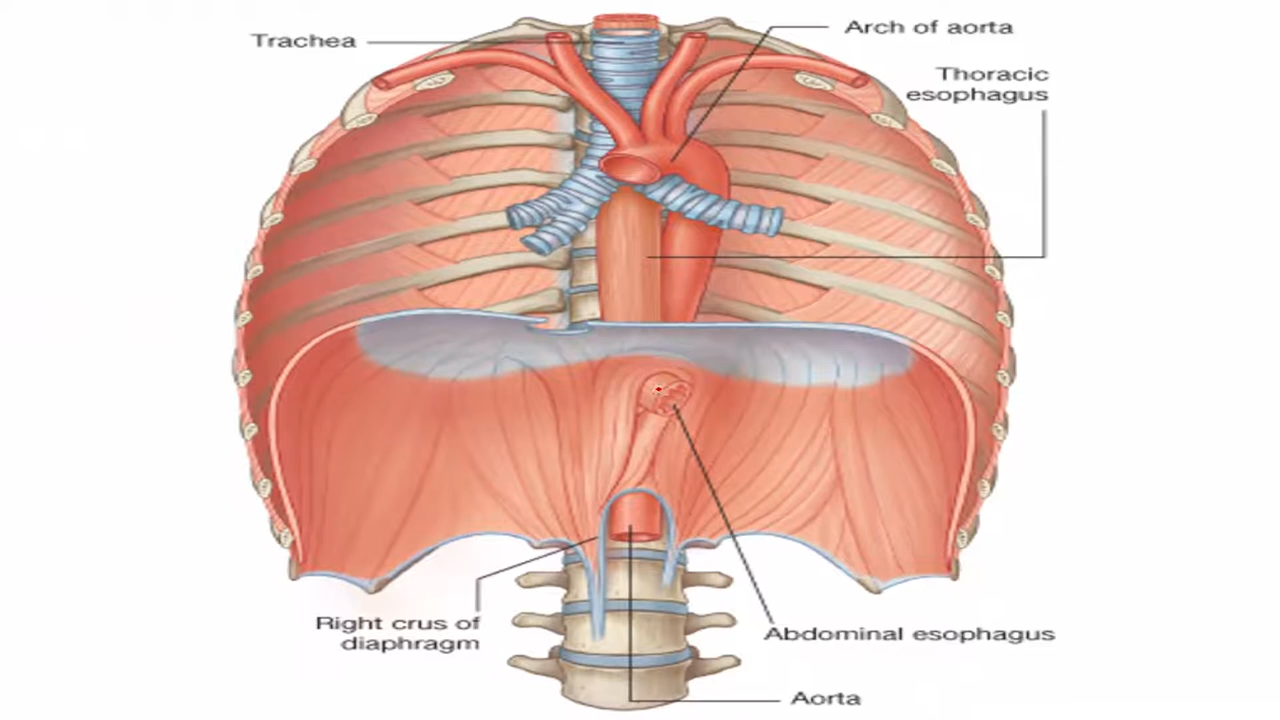 Trachea
Arch of aorta
Thoracic
esophagus
Right crus of
diaphragm
Abdominal esophagus
Aorta